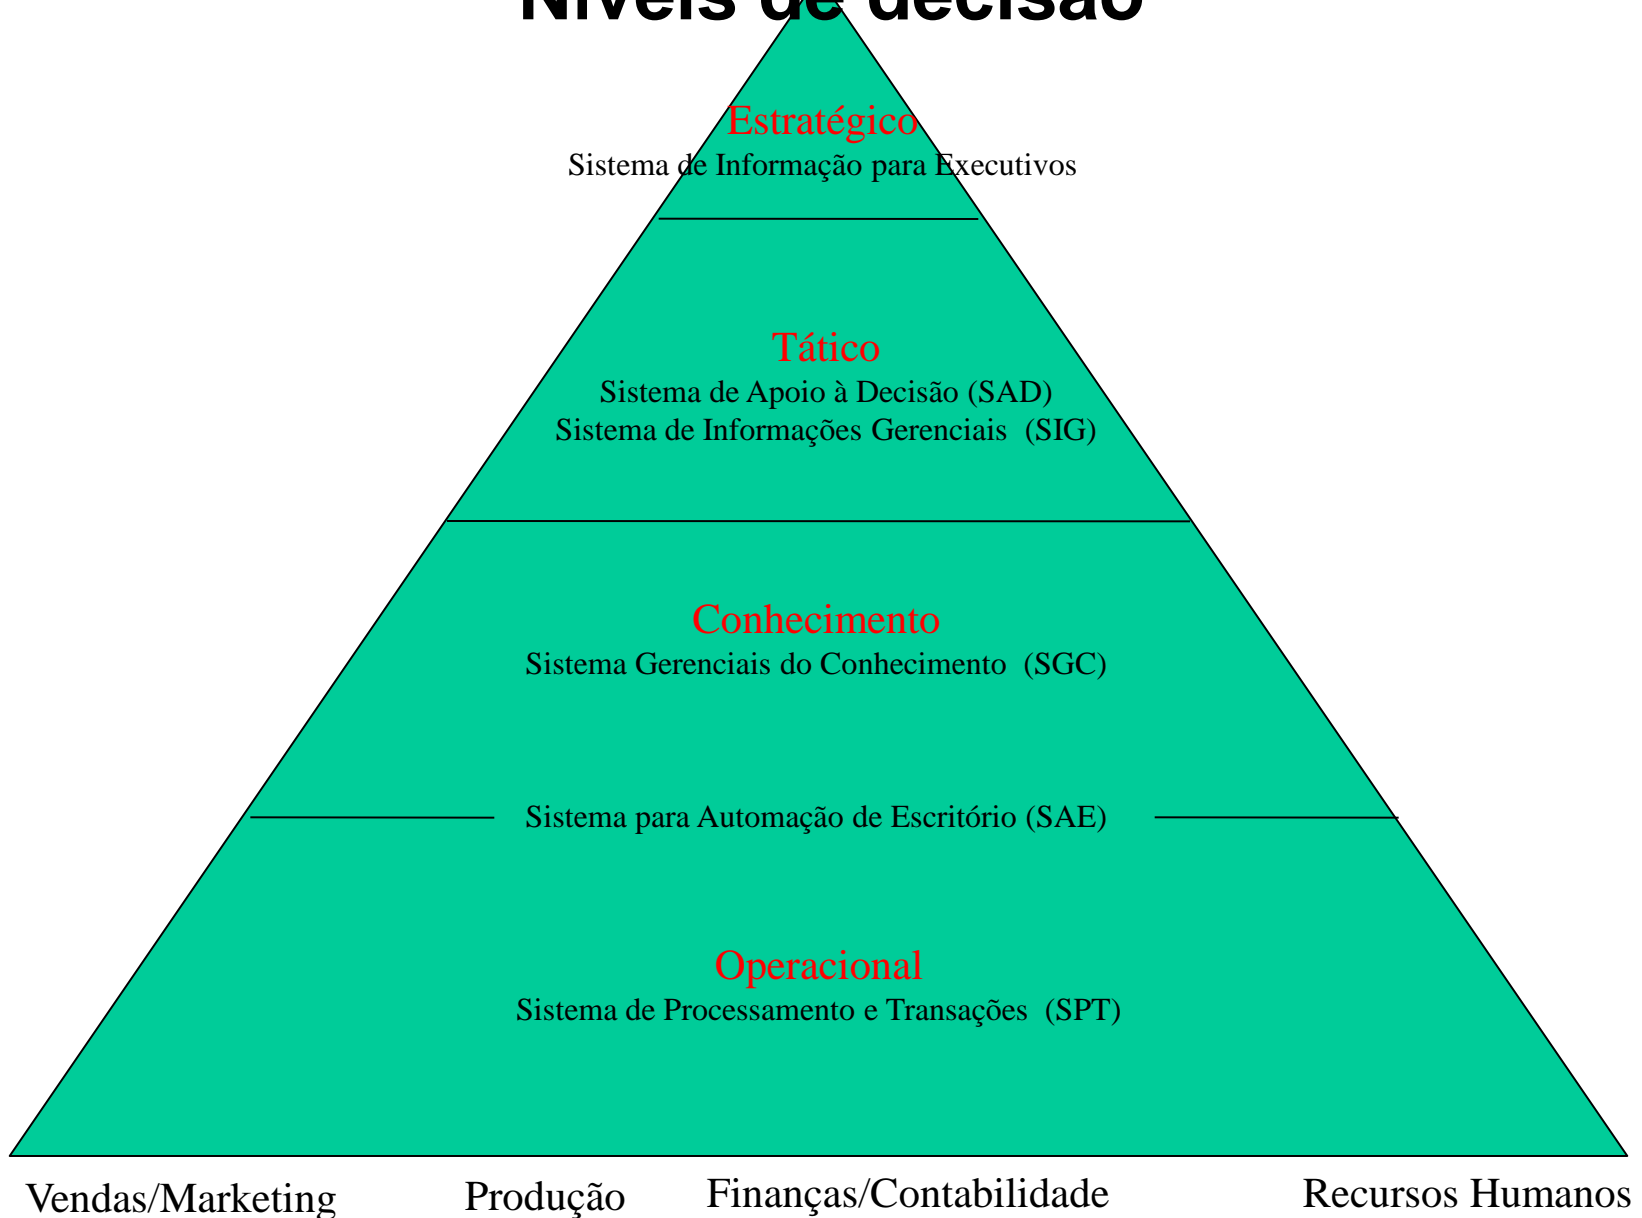 Níveis de decisão
Estratégico
Sistema de Informação para Executivos
Tático
Sistema de Apoio à Decisão (SAD)
Sistema de Informações Gerenciais (SIG)
Conhecimento
Sistema Gerenciais do Conhecimento (SGC)
Sistema para Automação de Escritório (SAE)
Operacional
Sistema de Processamento e Transações (SPT)
Vendas/Marketing Produção Finanças/Contabilidade Recursos Humanos